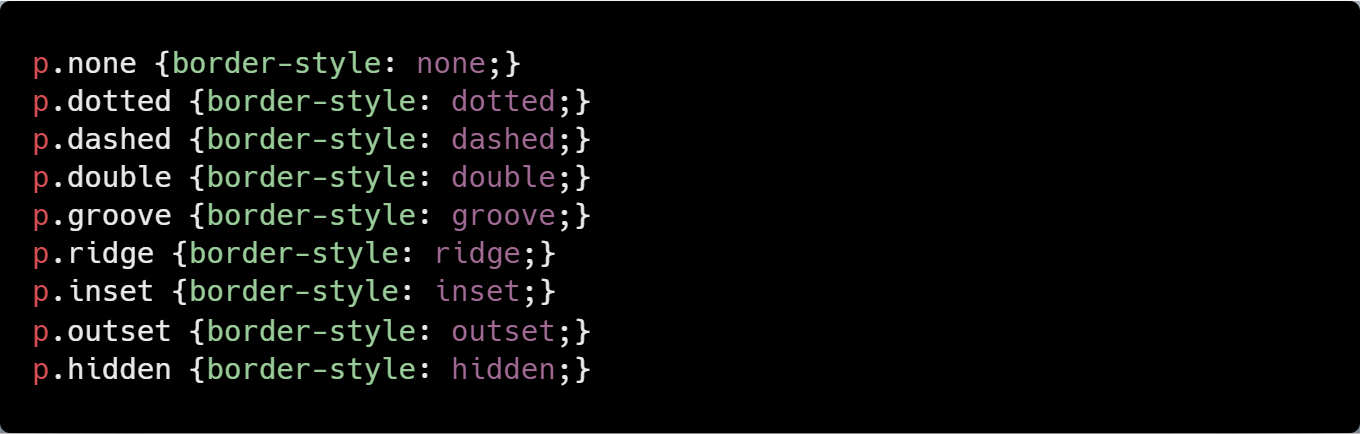 p.none {border-style: none;}
p.dotted {border-style: dotted;}
p.dashed {border-style: dashed;}
p.double {border-style: double;}
p.groove {border-style: groove;}
p.ridge {border-style: ridge;}
p.inset {border-style: inset;}
p.outset {border-style: outset;}
p.hidden {border-style: hidden;}